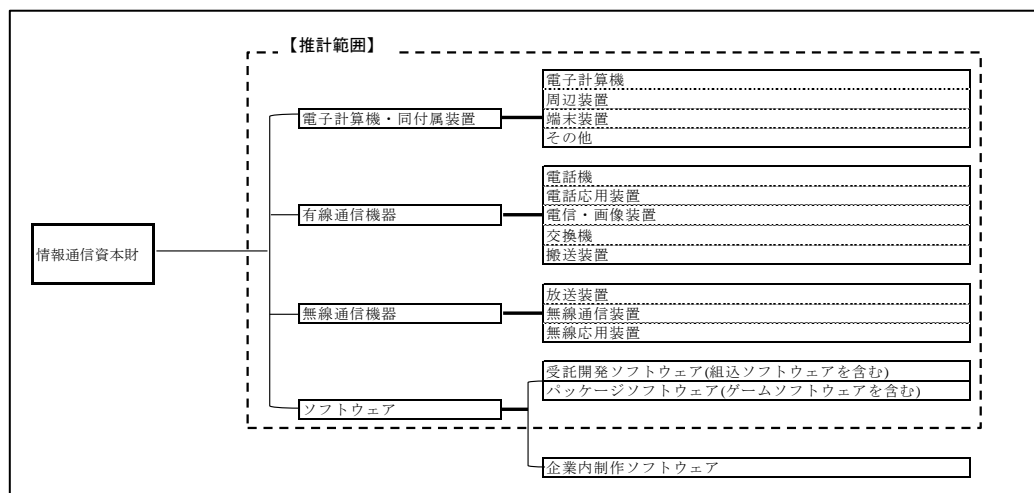 【推計範囲】
情報通信資本財
電子計算機・同付属装置
電子計算機
周辺装置
端末装置
その他
有線通信機器
電話機
電話応用装置
電信・画像装置
交換機
搬送装置
無線通信機器
放送装置
無線通信装置
無線応用装置
ソフトウェア
受託開発ソフトウェア(組込ソフトウェアを含む)
パッケージソフトウェア(ゲームソフトウェアを含む)
企業内制作ソフトウェア